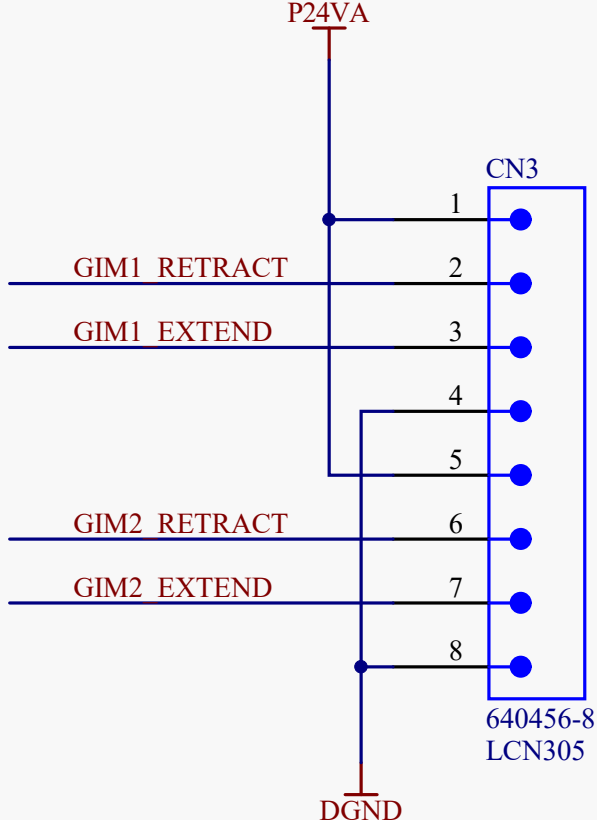 P24VA
CN3
1
GIM1_RETRACT 2
GIM1_EXTEND 3
4
5
GIM2_RETRACT 6
GIM2_EXTEND 7
8
640456-8
LCN305
DGND